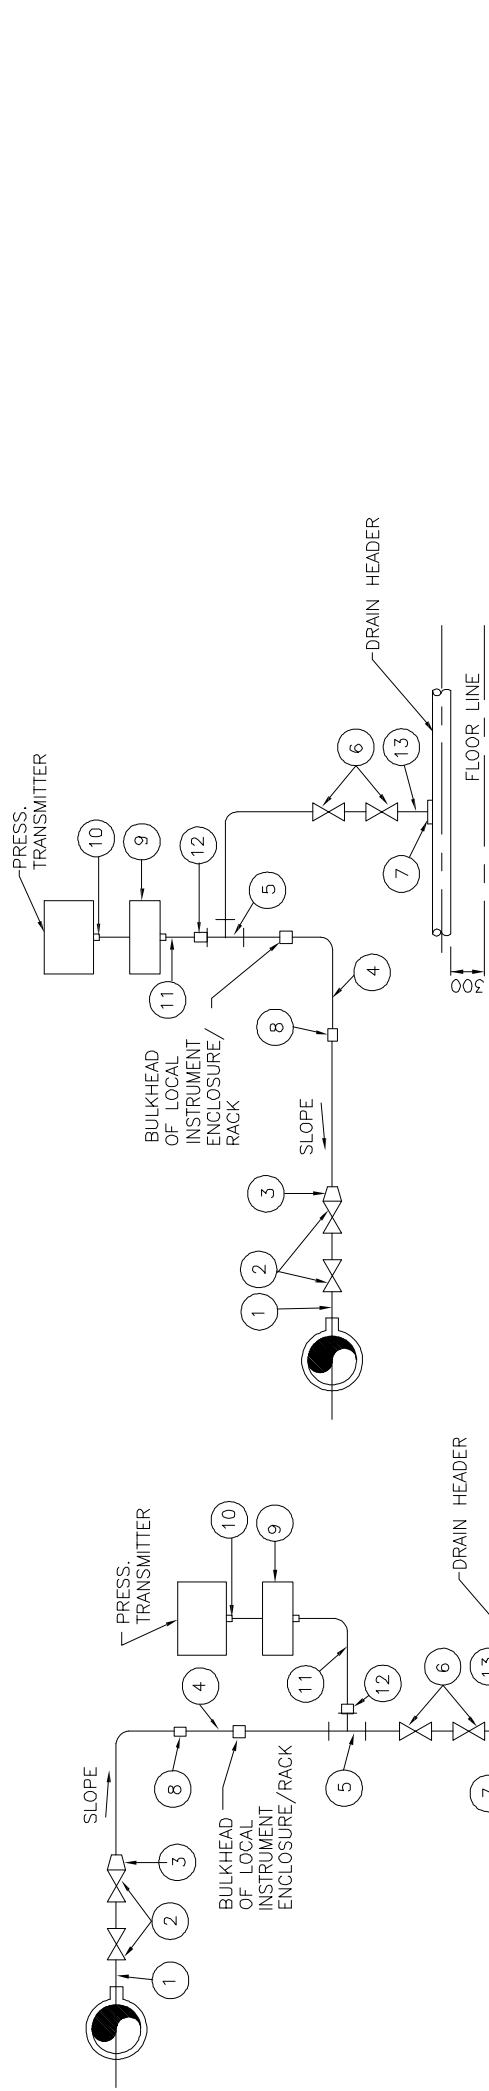 PRESS.
TRANSMITTER
10
9
12
11
5
BULKHEAD
OF LOCAL
INSTRUMENT
ENCLOSURE/
RACK
8
4
SLOPE
3
2
1
6
13
7
DRAIN HEADER
FLOOR LINE
300
PRESS.
TRANSMITTER
10
9
11
12
4
8
SLOPE
BULKHEAD
OF LOCAL
INSTRUMENT
ENCLOSURE/RACK
3
2
1
5
6
13
7
DRAIN HEADER